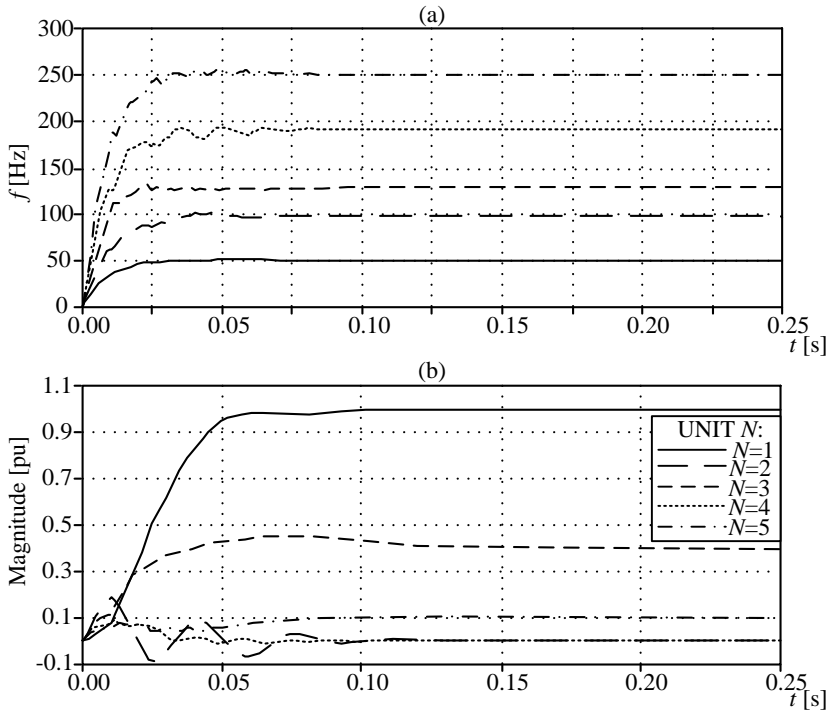 (a)
300
250
200
150
100
50
0
f [Hz]
0.00
0.05
0.10
0.15
0.20
0.25
t [s]
(b)
1.1
0.9
0.7
0.5
0.3
0.1
-0.1
Magnitude [pu]
UNIT N:
N=1
N=2
N=3
N=4
N=5
0.00
0.05
0.10
0.15
0.20
0.25
t [s]